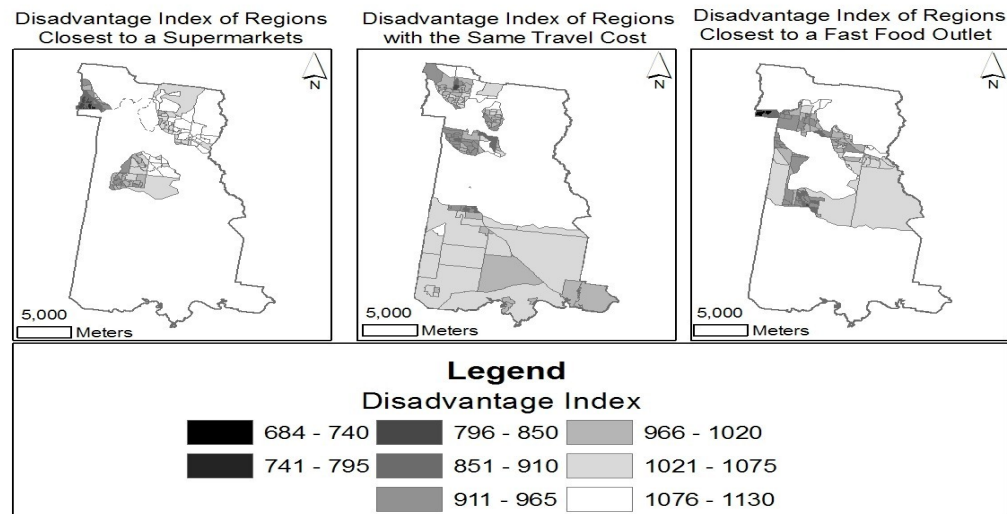 Disadvantage Index of Regions
Closest to a Supermarkets
N
5,000
Meters
Disadvantage Index of Regions
with the Same Travel Cost
N
5,000
Meters
Disadvantage Index of Regions
Closest to a Fast Food Outlet
N
5,000
Meters
Legend
Disadvantage Index
684 - 740
796 - 850
966 - 1020
741 - 795
851 - 910
1021 - 1075
911 - 965
1076 - 1130